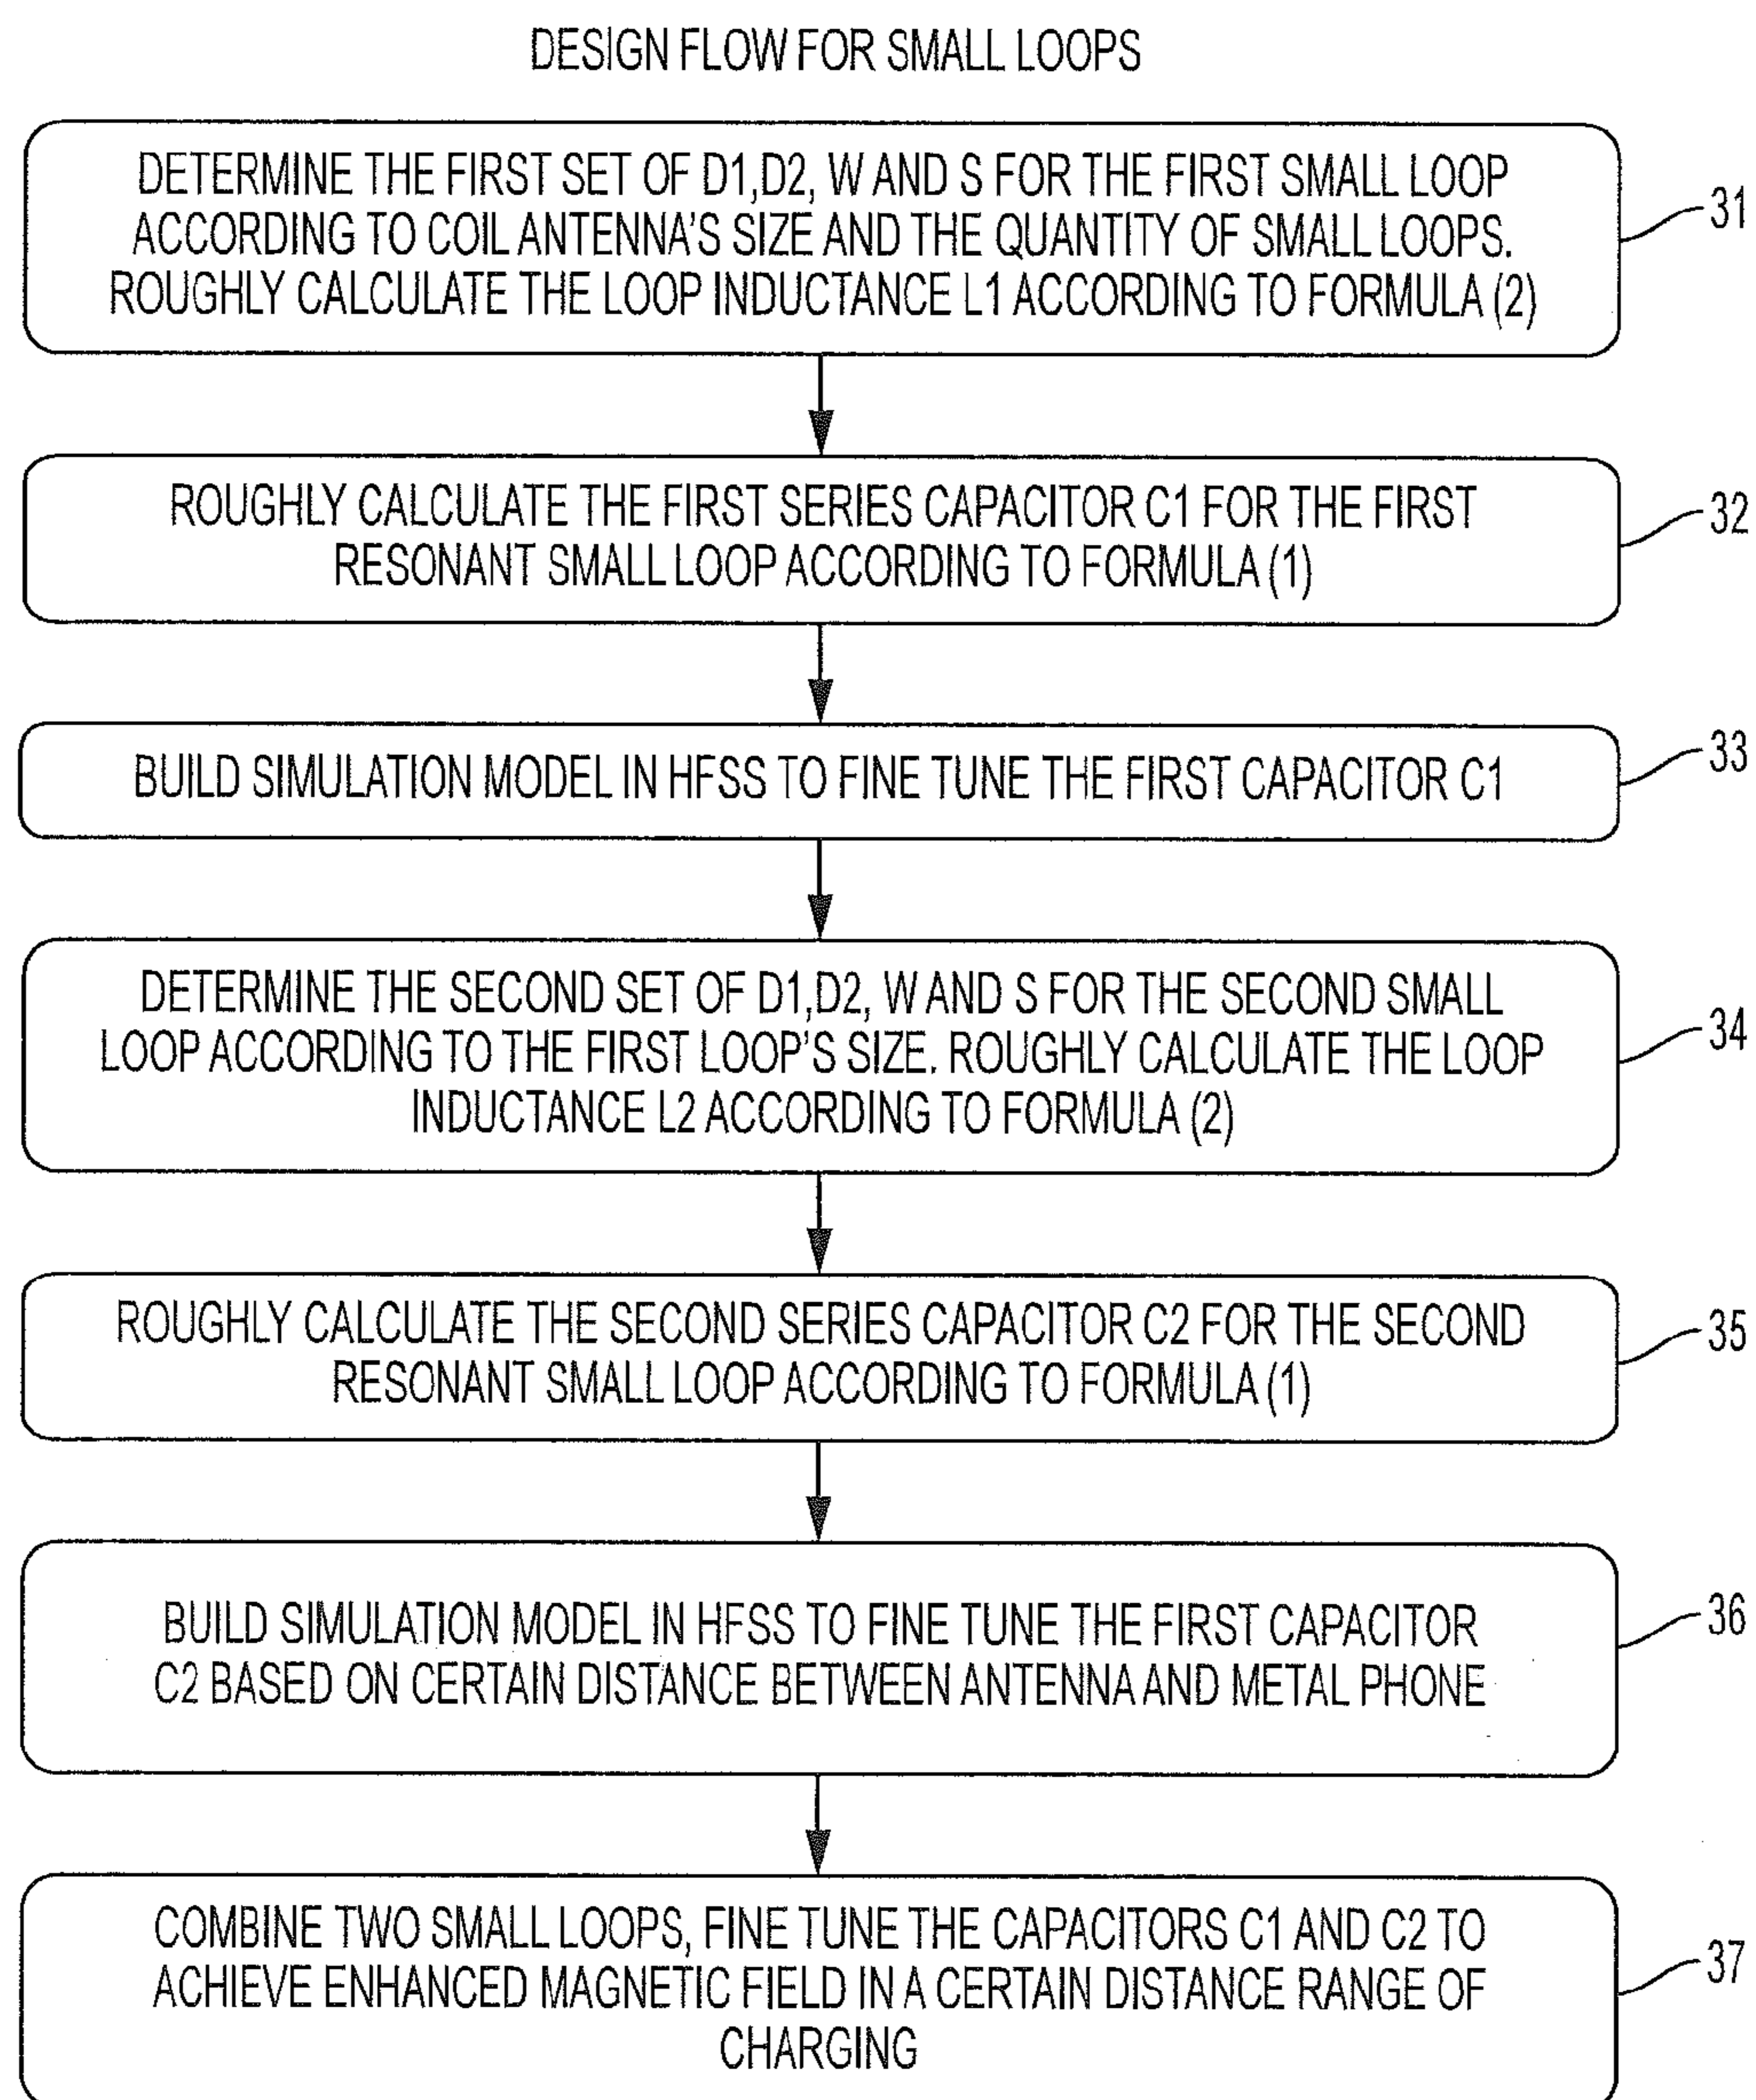 DESIGN FLOW FOR SMALL LOOPS
DETERMINE THE FIRST SET OF D1,D2, W AND S FOR THE FIRST SMALL LOOP
ACCORDING TO COIL ANTENNA'S SIZE AND THE QUANTITY OF SMALL LOOPS.
ROUGHLY CALCULATE THE LOOP INDUCTANCE L1 ACCORDING TO FORMULA (2)
31
ROUGHLY CALCULATE THE FIRST SERIES CAPACITOR C1 FOR THE FIRST
RESONANT SMALL LOOP ACCORDING TO FORMULA (1)
32
BUILD SIMULATION MODEL IN HFSS TO FINE TUNE THE FIRST CAPACITOR C1
33
DETERMINE THE SECOND SET OF D1,D2, W AND S FOR THE SECOND SMALL
LOOP ACCORDING TO THE FIRST LOOP'S SIZE. ROUGHLY CALCULATE THE LOOP
INDUCTANCE L2 ACCORDING TO FORMULA (2)
34
ROUGHLY CALCULATE THE SECOND SERIES CAPACITOR C2 FOR THE SECOND
RESONANT SMALL LOOP ACCORDING TO FORMULA (1)
35
BUILD SIMULATION MODEL IN HFSS TO FINE TUNE THE FIRST CAPACITOR
C2 BASED ON CERTAIN DISTANCE BETWEEN ANTENNA AND METAL PHONE
36
COMBINE TWO SMALL LOOPS, FINE TUNE THE CAPACITORS C1 AND C2 TO
ACHIEVE ENHANCED MAGNETIC FIELD IN A CERTAIN DISTANCE RANGE OF
CHARGING
37